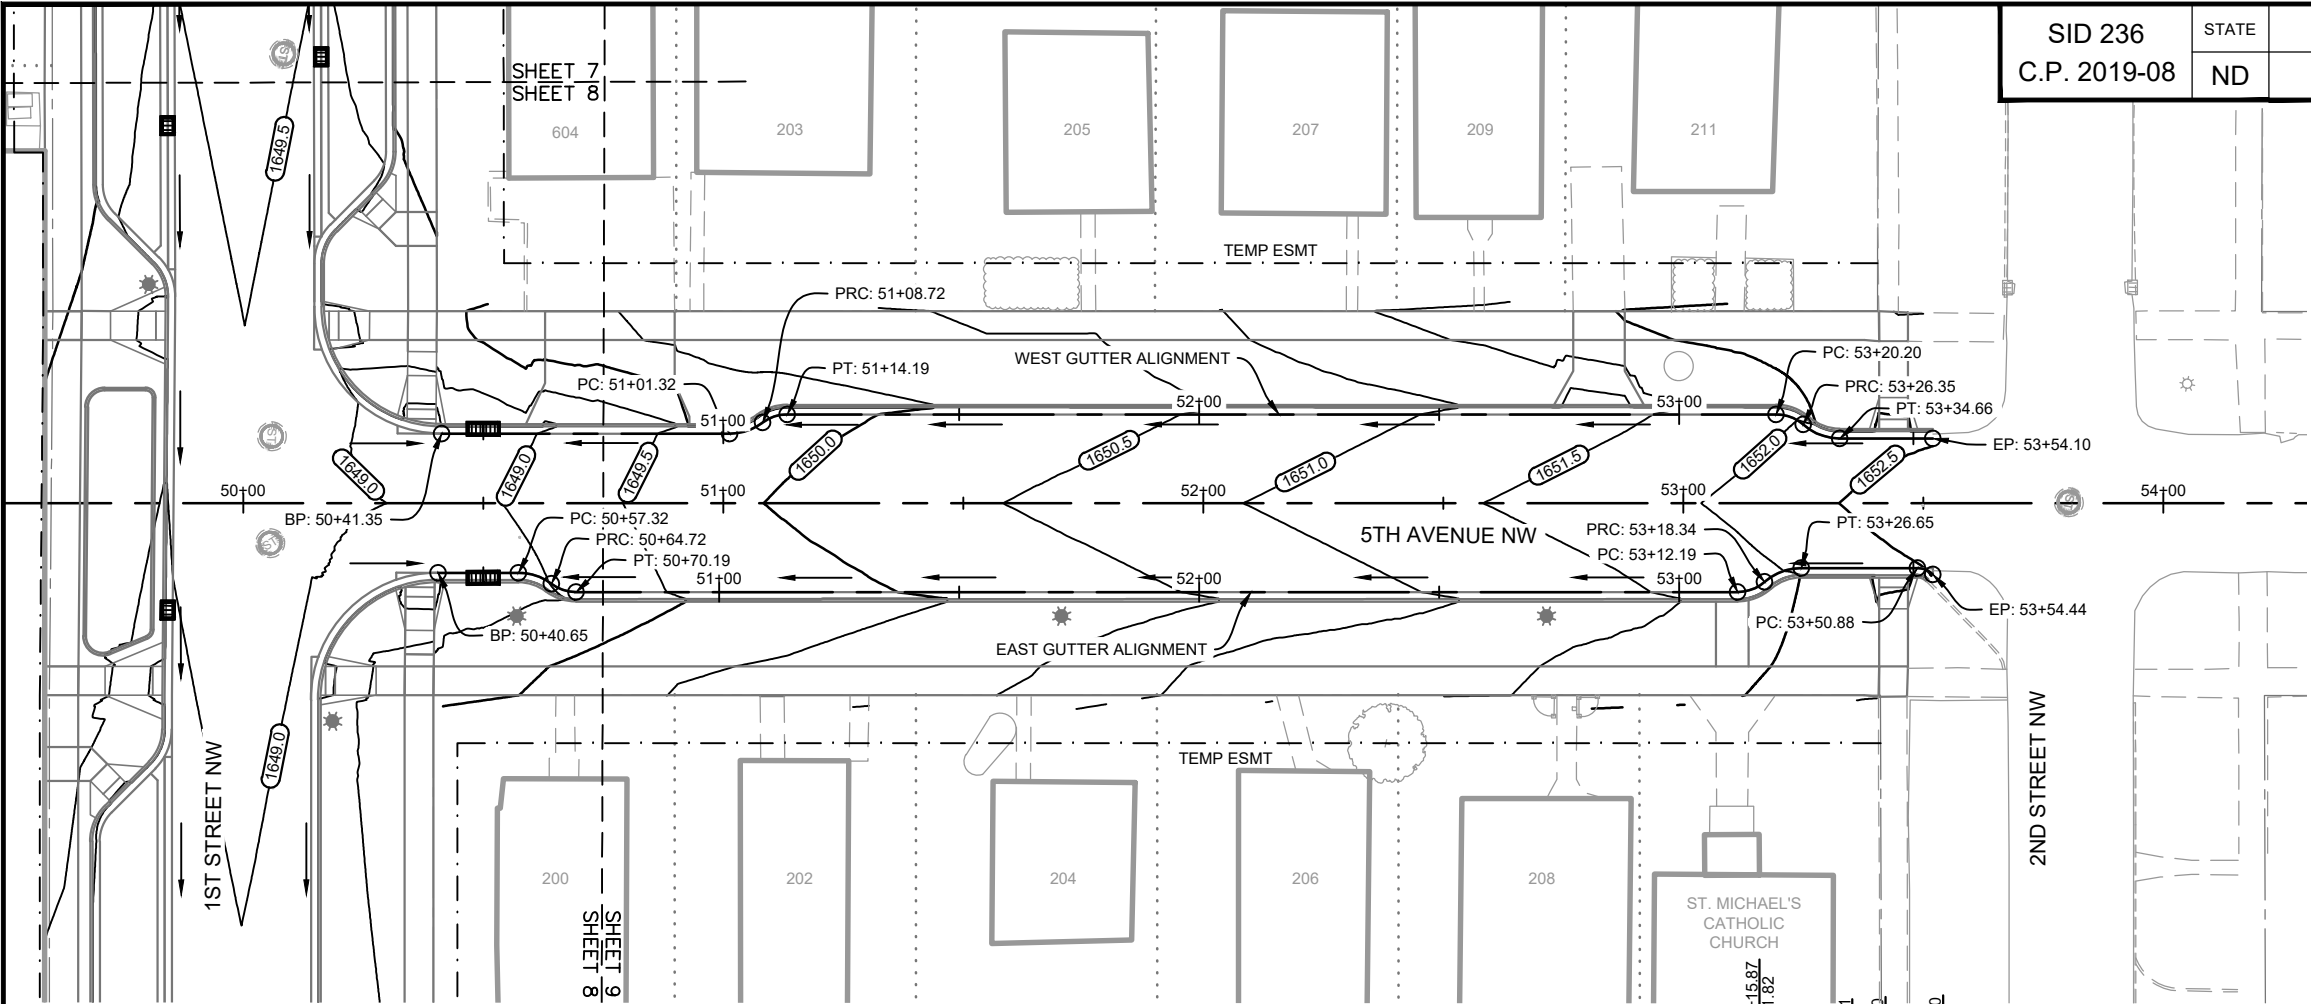 SID 236
C.P. 2019-08
STATE
ND
SHEET 7
SHEET 8
604
203
205
207
209
211
1649.5
TEMP ESMT
PRC: 51+08.72
WEST GUTTER ALIGNMENT
PT: 51+14.19
PC: 51+01.32
PC: 53+20.20
PRC: 53+26.35
PT: 53+34.66
51+00
52+00
53+00
EP: 53+54.10
1649.0
1649.0
1649.5
1650.0
1650.5
1651.0
1651.5
1652.0
1652.5
50+00
51+00
52+00
53+00
54+00
BP: 50+41.35
PC: 50+57.32
PRC: 50+64.72
PT: 50+70.19
5TH AVENUE NW
PRC: 53+18.34
PC: 53+12.19
PT: 53+26.65
51+00
52+00
53+00
BP: 50+40.65
EAST GUTTER ALIGNMENT
PC: 53+50.88
EP: 53+54.44
1649.0
1ST STREET NW
2ND STREET NW
TEMP ESMT
200
202
204
206
208
ST. MICHAEL'S
CATHOLIC
CHURCH
SHEET 9
SHEET 8